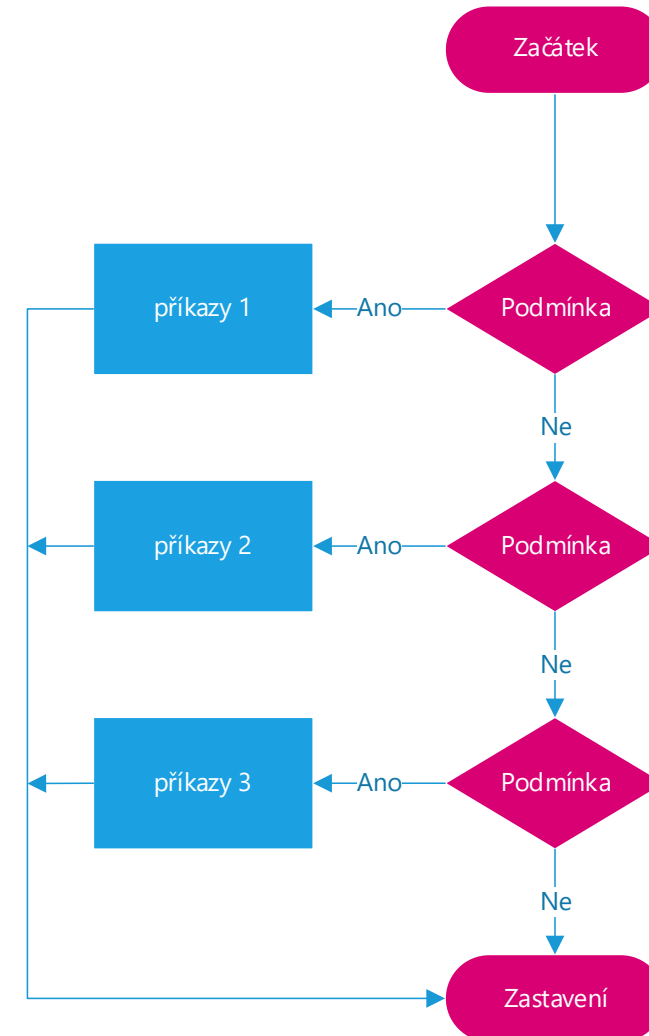 Začátek
příkazy 1
Ano
Podmínka
Ne
příkazy 2
Ano
Podmínka
Ne
příkazy 3
Ano
Podmínka
Ne
Zastavení